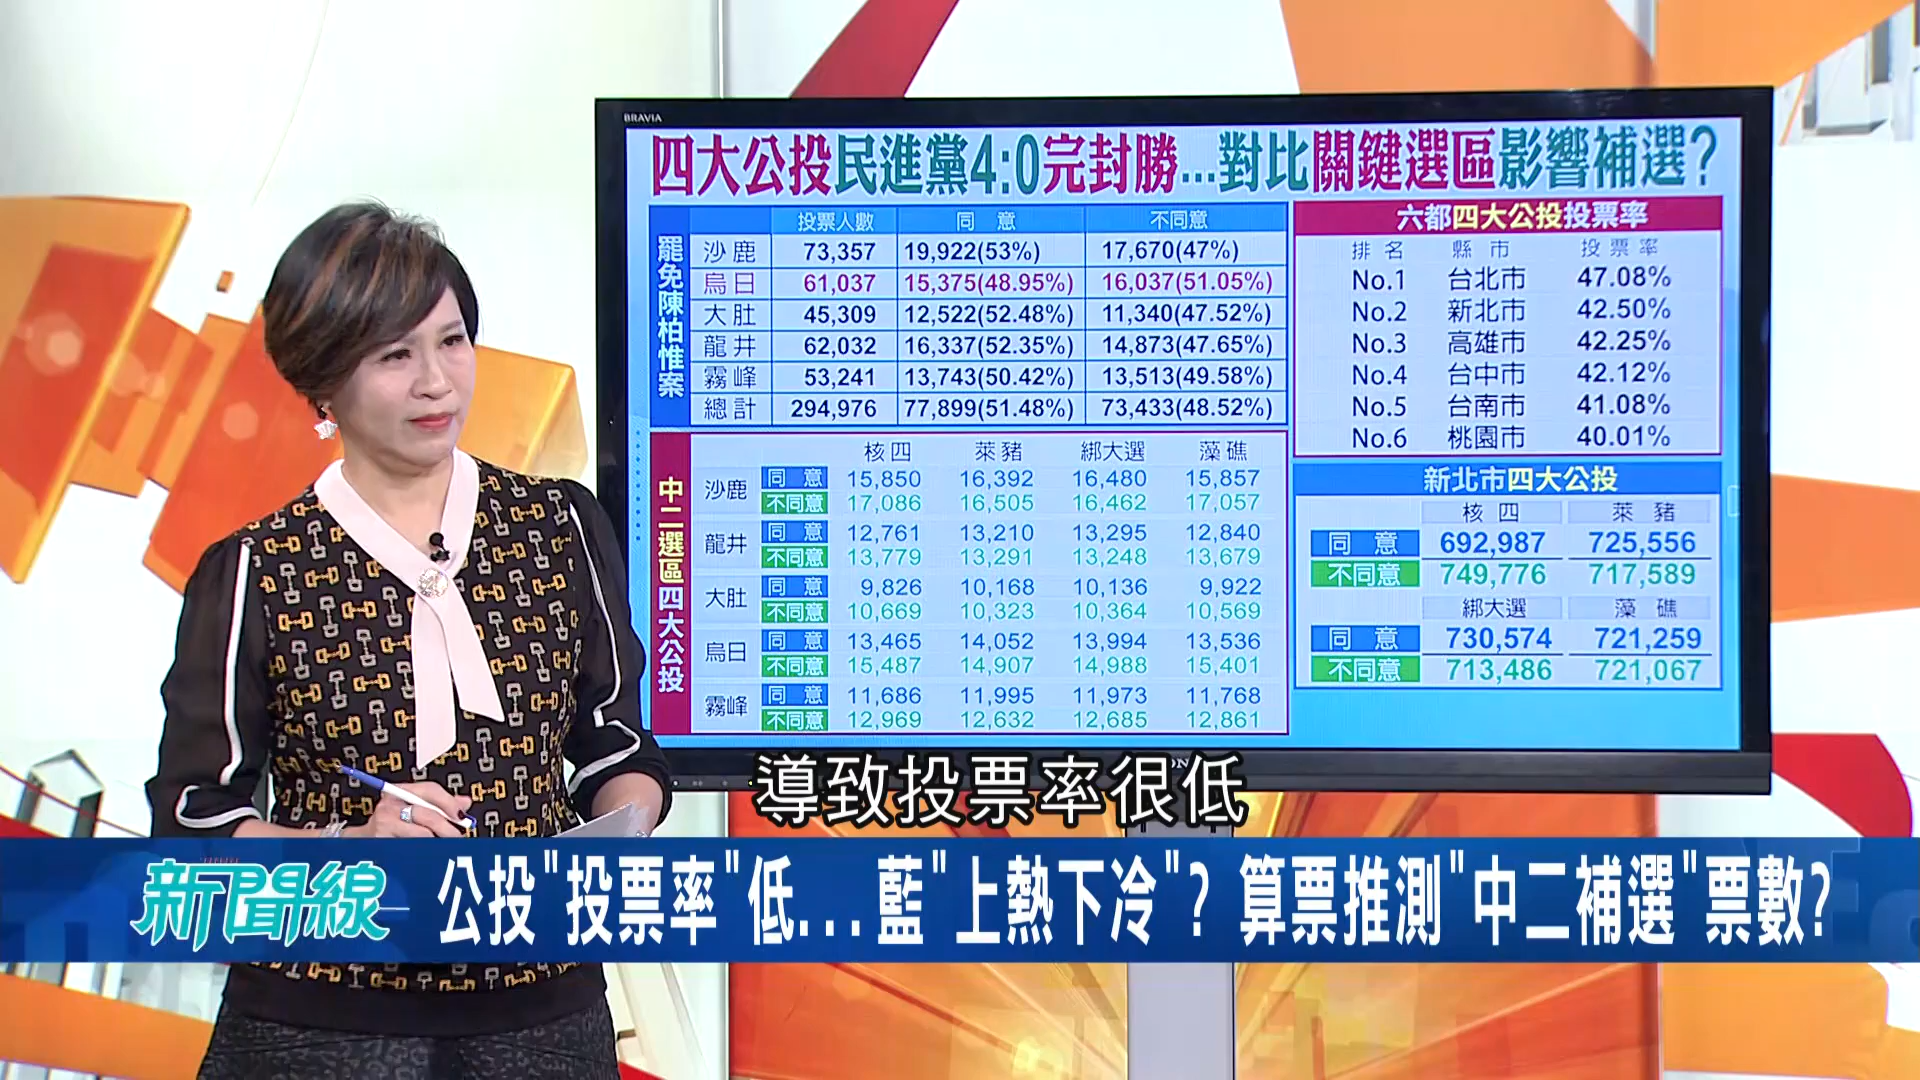 BRAVIA
四大公投民進黨4:0完封勝...對比關鍵選區影響補選?
罷免陳柏惟案
投票人數 同意 不同意
沙鹿 73,357 19,922(53%) 17,670(47%)
烏日 61,037 15,375(48.95%) 16,037(51.05%)
大肚 45,309 12,522(52.48%) 11,340(47.52%)
龍井 62,032 16,337(52.35%) 14,873(47.65%)
霧峰 53,241 13,743(50.42%) 13,513(49.58%)
總計 294,976 77,899(51.48%) 73,433(48.52%)
中二選區四大公投
核四 萊豬 綁大選 藻礁
沙鹿 同意 15,850 16,392 16,480 15,857
不同意 17,086 16,505 16,462 17,057
龍井 同意 12,761 13,210 13,295 12,840
不同意 13,779 13,291 13,248 13,679
大肚 同意 9,826 10,168 10,136 9,922
不同意 10,669 10,323 10,364 10,569
烏日 同意 13,465 14,052 13,994 13,536
不同意 15,487 14,907 14,988 15,401
霧峰 同意 11,686 11,995 11,973 11,768
不同意 12,969 12,632 12,685 12,861
六都四大公投投票率
排名 縣市 投票率
No.1 台北市 47.08%
No.2 新北市 42.50%
No.3 高雄市 42.25%
No.4 台中市 42.12%
No.5 台南市 41.08%
No.6 桃園市 40.01%
新北市四大公投
核四 萊豬
同意 692,987 725,556
不同意 749,776 717,589
綁大選 藻礁
同意 730,574 721,259
不同意 713,486 721,067
導致投票率很低
新聞線
公投"投票率"低...藍"上熱下冷"? 算票推測"中二補選"票數?